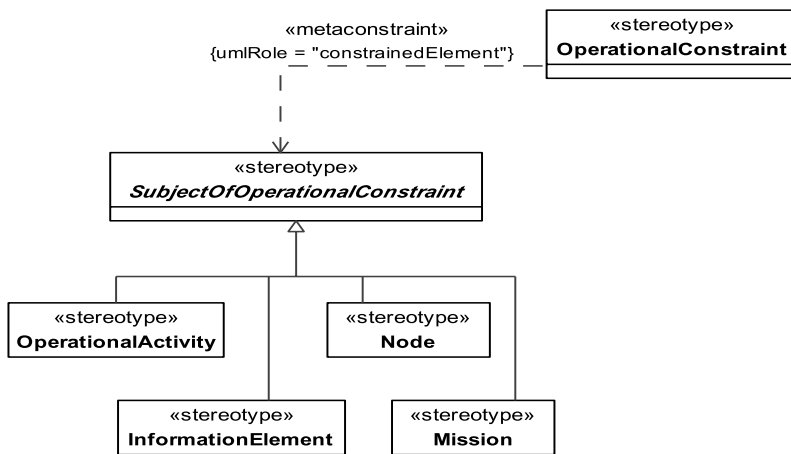 «metaconstraint»
{umlRole = "constrainedElement"}
«stereotype»
OperationalConstraint
«stereotype»
SubjectOfOperationalConstraint
«stereotype»
OperationalActivity
«stereotype»
Node
«stereotype»
InformationElement
«stereotype»
Mission